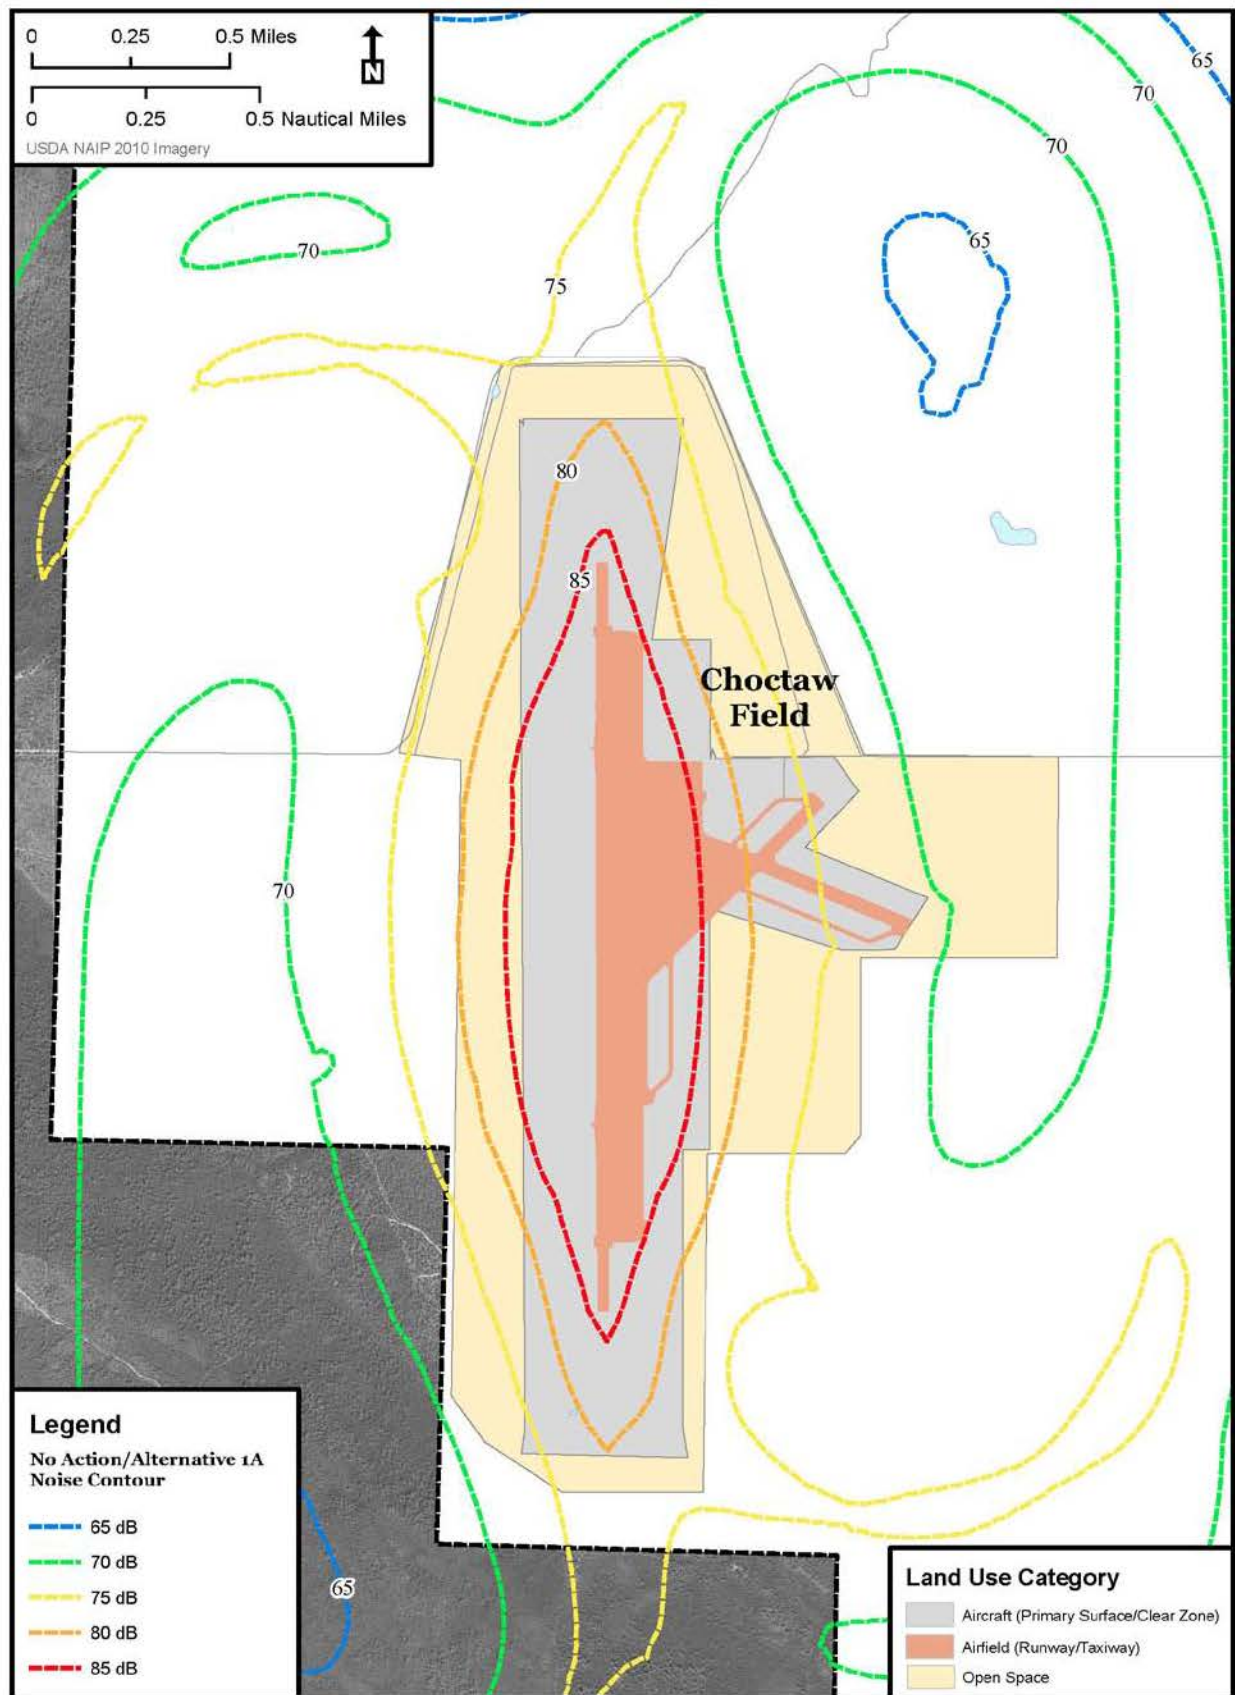 0 0.25 0.5 Miles
N
0 0.25 0.5 Nautical Miles
USDA NAIP 2010 Imagery
65
70
70
65
70
75
80
85
Choctaw
Field
70
65
Legend
No Action/Alternative 1A
Noise Contour
65 dB
70 dB
75 dB
80 dB
85 dB
Land Use Category
Aircraft (Primary Surface/Clear Zone)
Airfield (Runway/Taxiway)
Open Space